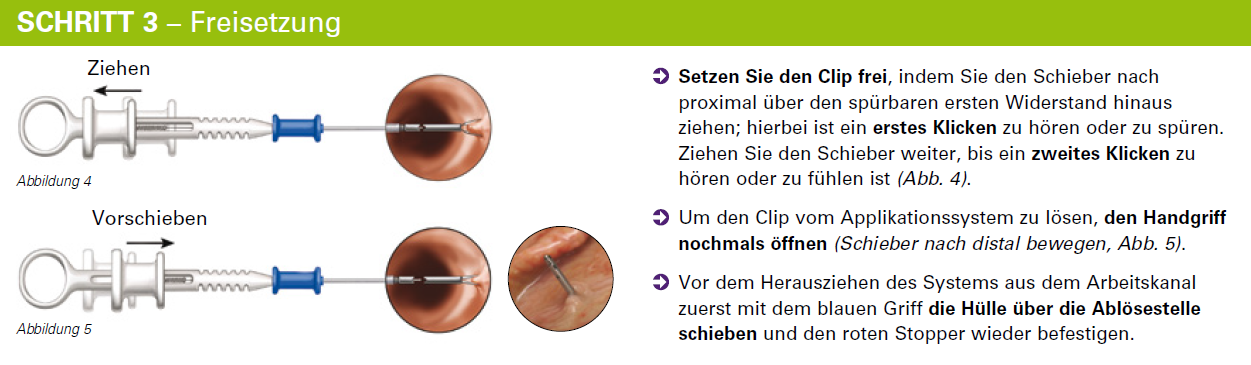 SCHRITT 3 – Freisetzung
Ziehen
Abbildung 4
Vorschieben
Abbildung 5
Setzen Sie den Clip frei, indem Sie den Schieber nach
proximal über den spürbaren ersten Widerstand hinaus
ziehen; hierbei ist ein erstes Klicken zu hören oder zu spüren.
Ziehen Sie den Schieber weiter, bis ein zweites Klicken zu
hören oder zu fühlen ist (Abb. 4).
Um den Clip vom Applikationssystem zu lösen, den Handgriff
nochmals öffnen (Schieber nach distal bewegen, Abb. 5).
Vor dem Herausziehen des Systems aus dem Arbeitskanal
zuerst mit dem blauen Griff die Hülle über die Ablösestelle
schieben und den roten Stopper wieder befestigen.